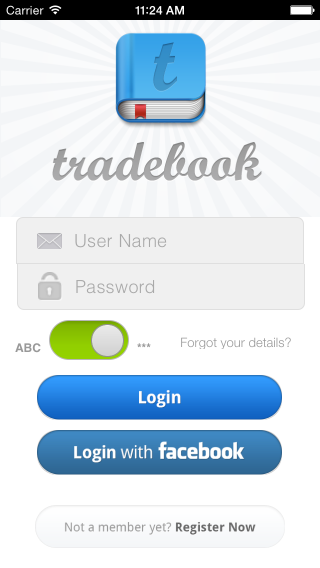 Carrier 11:24 AM
t
tradebook
User Name
Password
ABC *** Forgot your details?
Login
Login with facebook
Not a member yet? Register Now